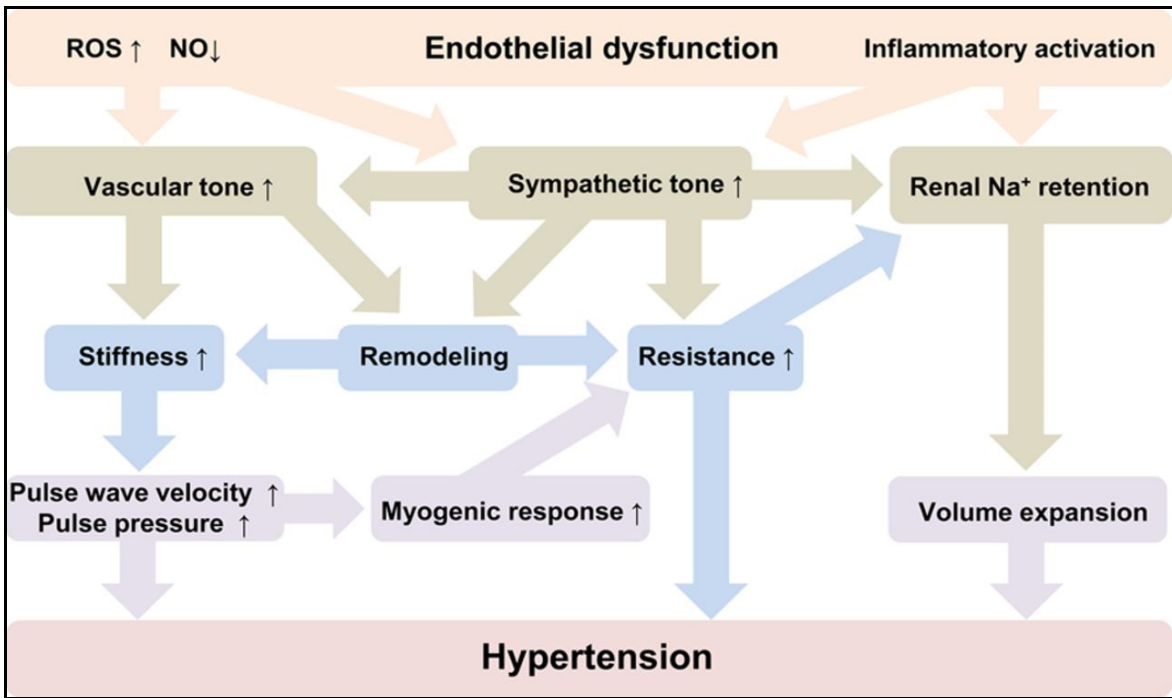 ROS ↑ NO↓ Endothelial dysfunction Inflammatory activation
Vascular tone ↑ Sympathetic tone ↑ Renal Na⁺ retention
Stiffness ↑ Remodeling Resistance ↑
Pulse wave velocity ↑
Pulse pressure ↑
Myogenic response ↑ Volume expansion
Hypertension